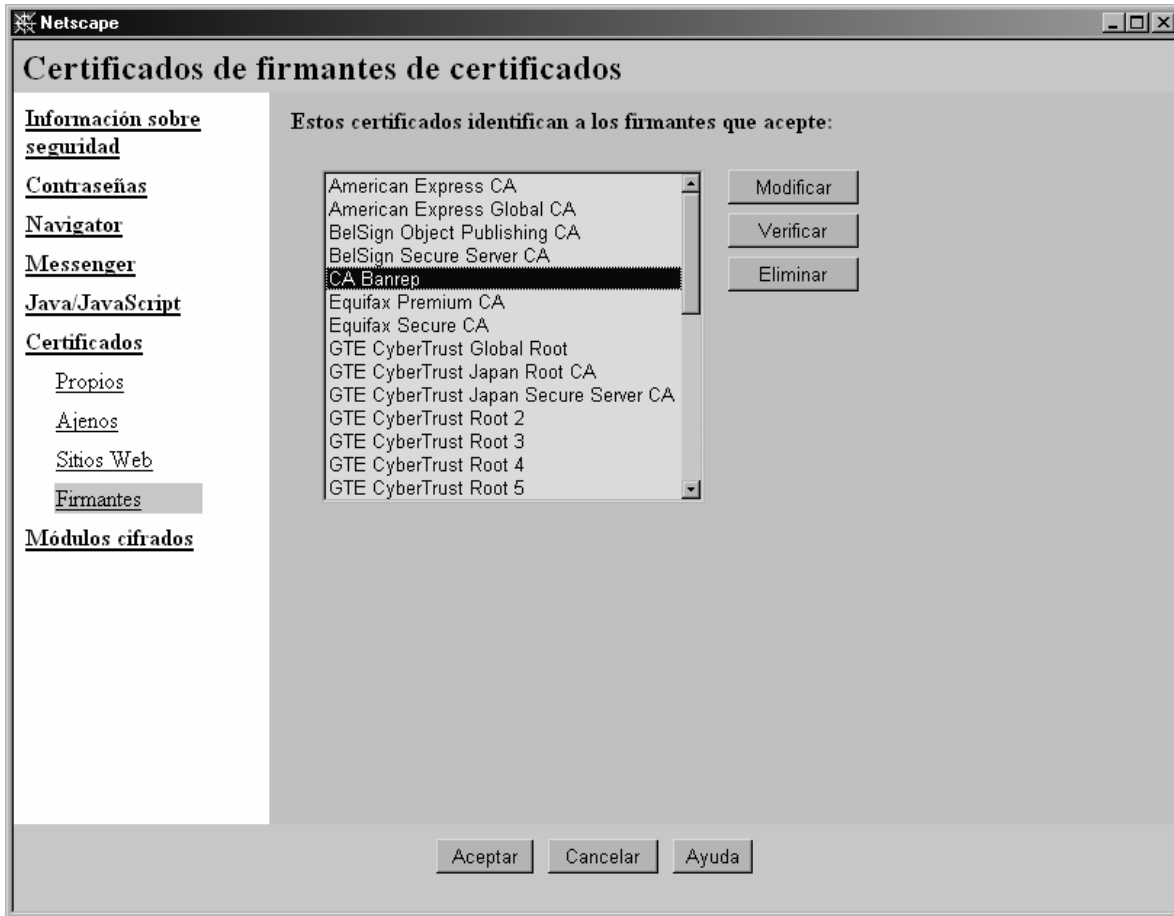 Netscape
Certificados de firmantes de certificados
Información sobre
seguridad
Contraseñas
Navigator
Messenger
Java/JavaScript
Certificados
Propios
Ajenos
Sitios Web
Firmantes
Módulos cifrados
Estos certificados identifican a los firmantes que acepte:
American Express CA
American Express Global CA
BelSign Object Publishing CA
BelSign Secure Server CA
CA Banrep
Equifax Premium CA
Equifax Secure CA
GTE CyberTrust Global Root
GTE CyberTrust Japan Root CA
GTE CyberTrust Japan Secure Server CA
GTE CyberTrust Root 2
GTE CyberTrust Root 3
GTE CyberTrust Root 4
GTE CyberTrust Root 5
Modificar
Verificar
Eliminar
Aceptar Cancelar Ayuda